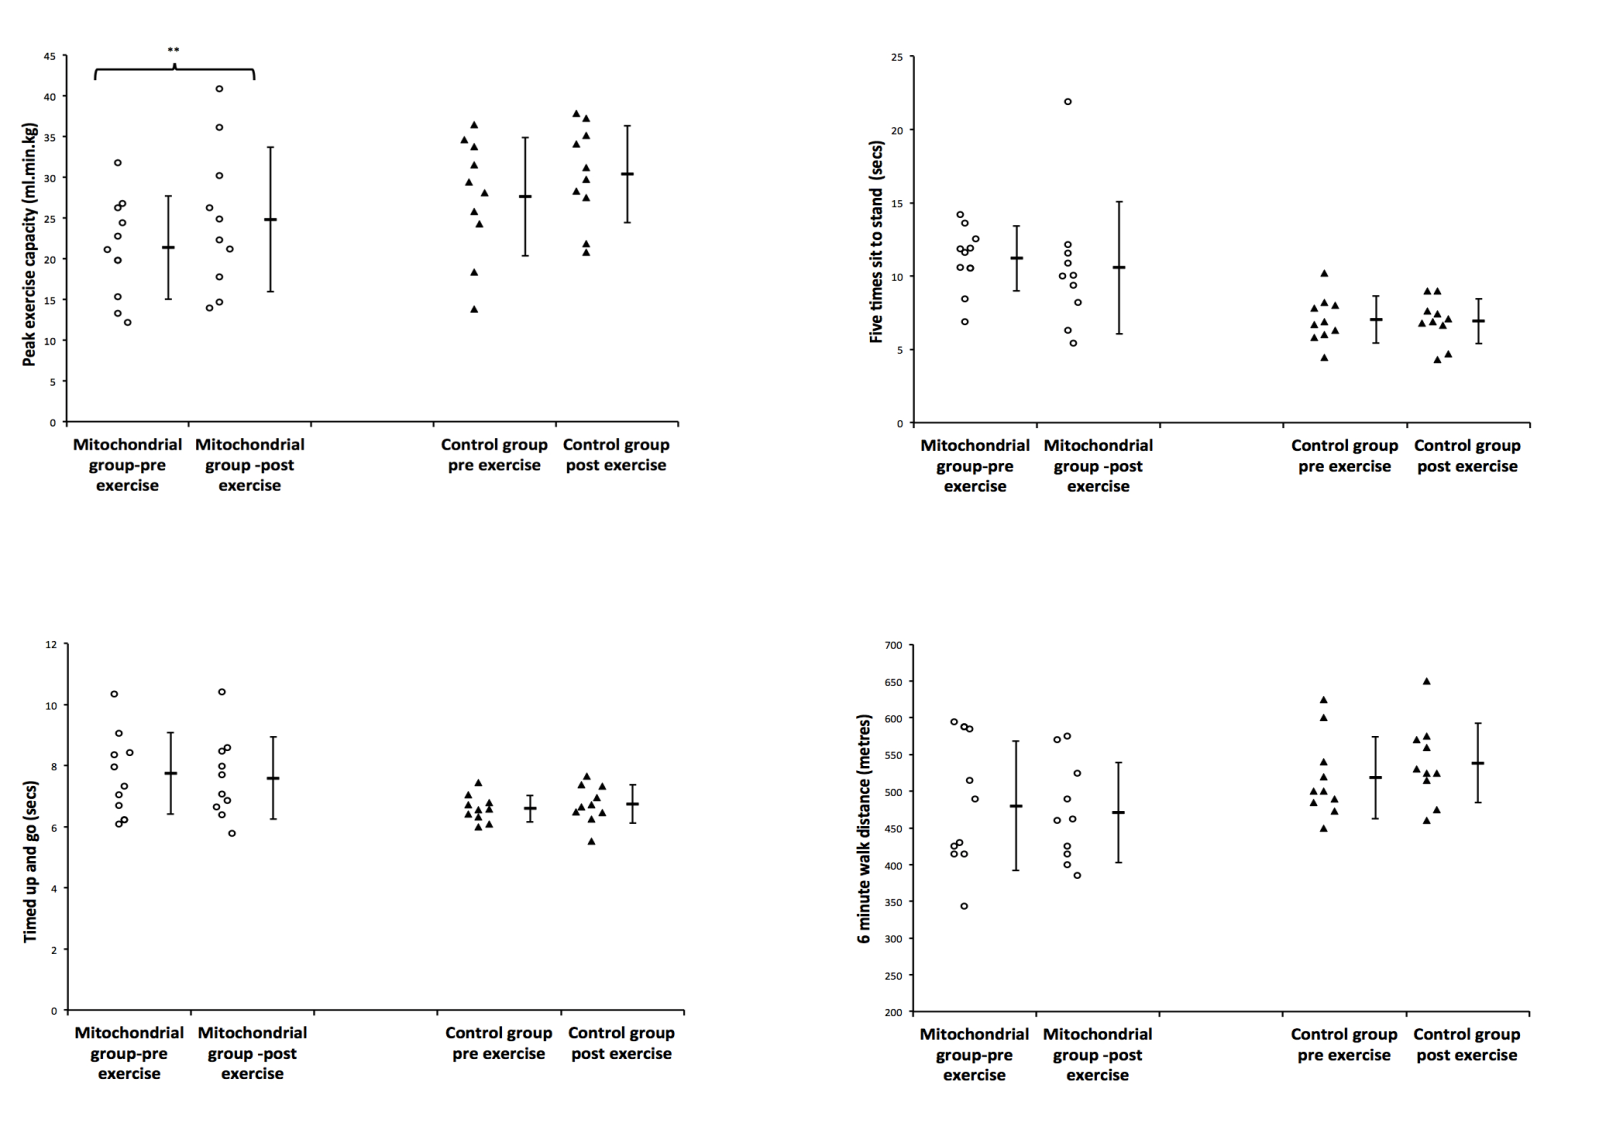 **
Peak exercise capacity (ml.min.kg)
45
40
35
30
25
20
15
10
5
0
Mitochondrial
group-pre
exercise
Mitochondrial
group -post
exercise
Control group
pre exercise
Control group
post exercise
Five times sit to stand (secs)
25
20
15
10
5
0
Mitochondrial
group-pre
exercise
Mitochondrial
group -post
exercise
Control group
pre exercise
Control group
post exercise
Timed up and go (secs)
12
10
8
6
4
2
0
Mitochondrial
group-pre
exercise
Mitochondrial
group -post
exercise
Control group
pre exercise
Control group
post exercise
6 minute walk distance (metres)
700
650
600
550
500
450
400
350
300
250
200
Mitochondrial
group-pre
exercise
Mitochondrial
group -post
exercise
Control group
pre exercise
Control group
post exercise